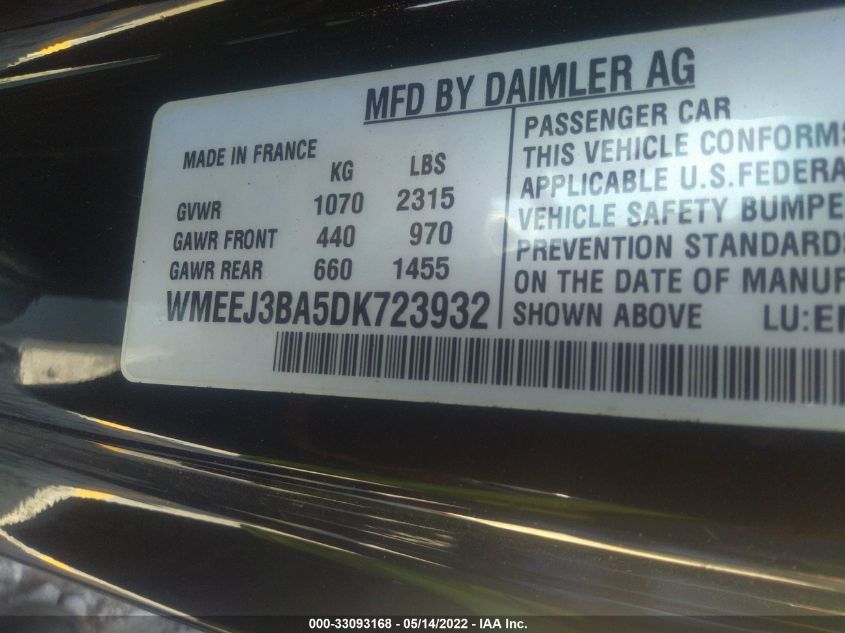 MFD BY DAIMLER AG
MADE IN FRANCE
KG LBS
GVWR 1070 2315
GAWR FRONT 440 970
GAWR REAR 660 1455
WMEEJ3BA5DK723932
PASSENGER CAR
THIS VEHICLE CONFORMS
APPLICABLE U.S.FEDERA
VEHICLE SAFETY BUMPE
PREVENTION STANDARDS
ON THE DATE OF MANUF
SHOWN ABOVE LU:EN
000-33093168 - 05/14/2022 - IAA Inc.